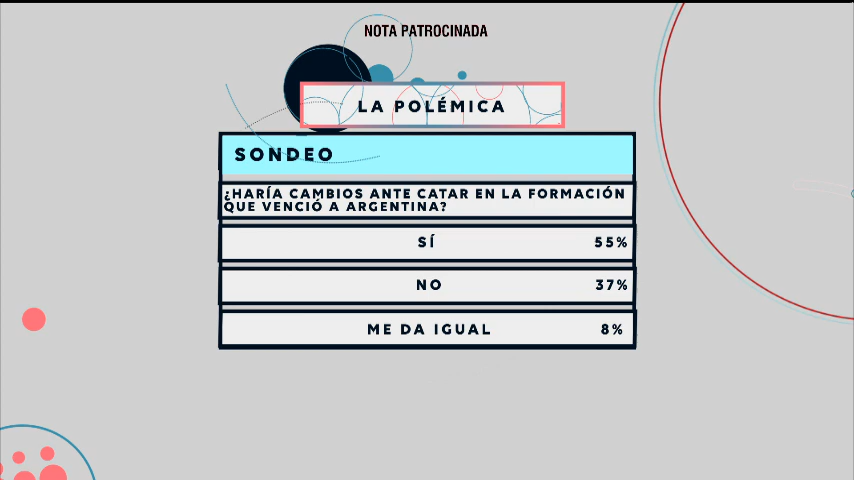 NOTA PATROCINADA
LA POLÉMICA
SONDEO
¿HARÍA CAMBIOS ANTE CATAR EN LA FORMACIÓN
QUE VENCIÓ A ARGENTINA?
SÍ 55%
NO 37%
ME DA IGUAL 8%